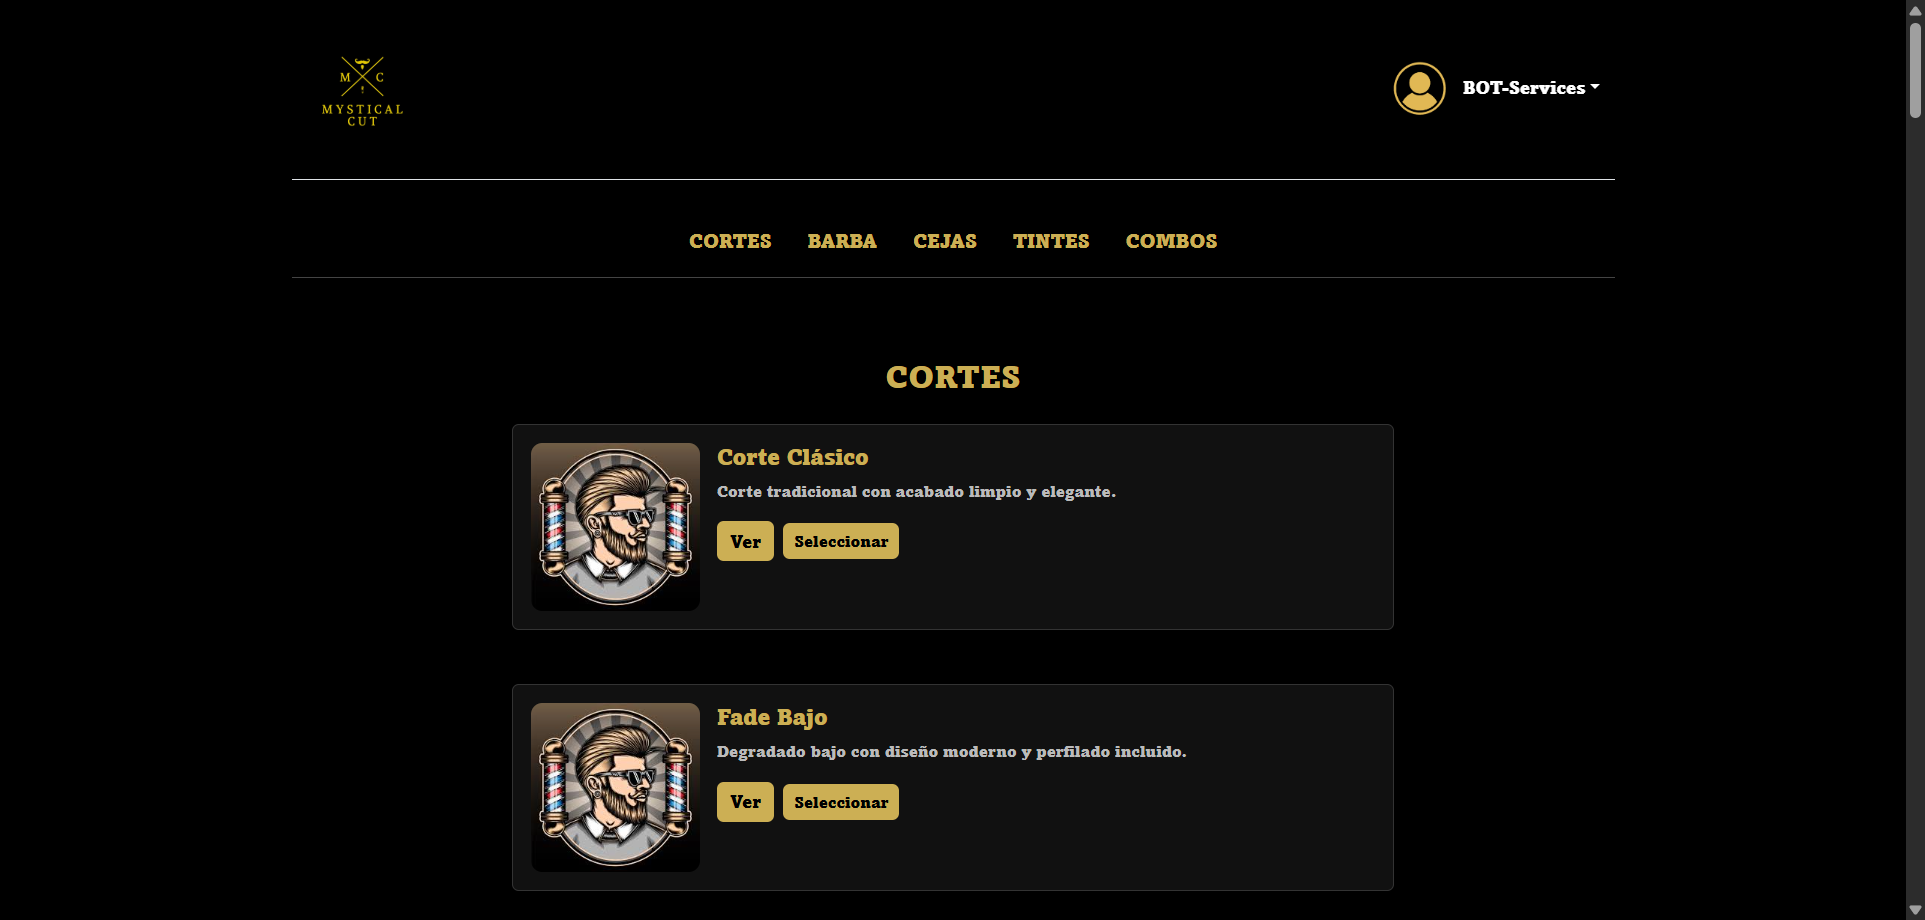 M C
MYSTICAL
CUT
BOT-Services
CORTES BARBA CEJAS TINTES COMBOS
CORTES
Corte Clásico
Corte tradicional con acabado limpio y elegante.
Ver Seleccionar
Fade Bajo
Degradado bajo con diseño moderno y perfilado incluido.
Ver Seleccionar